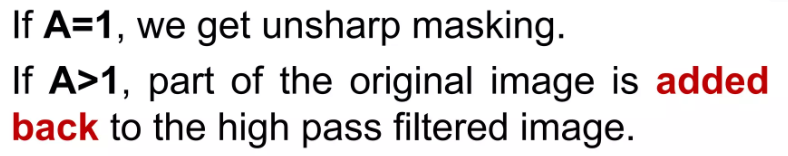 If A=1, we get unsharp masking.
If A>1, part of the original image is added
back to the high pass filtered image.